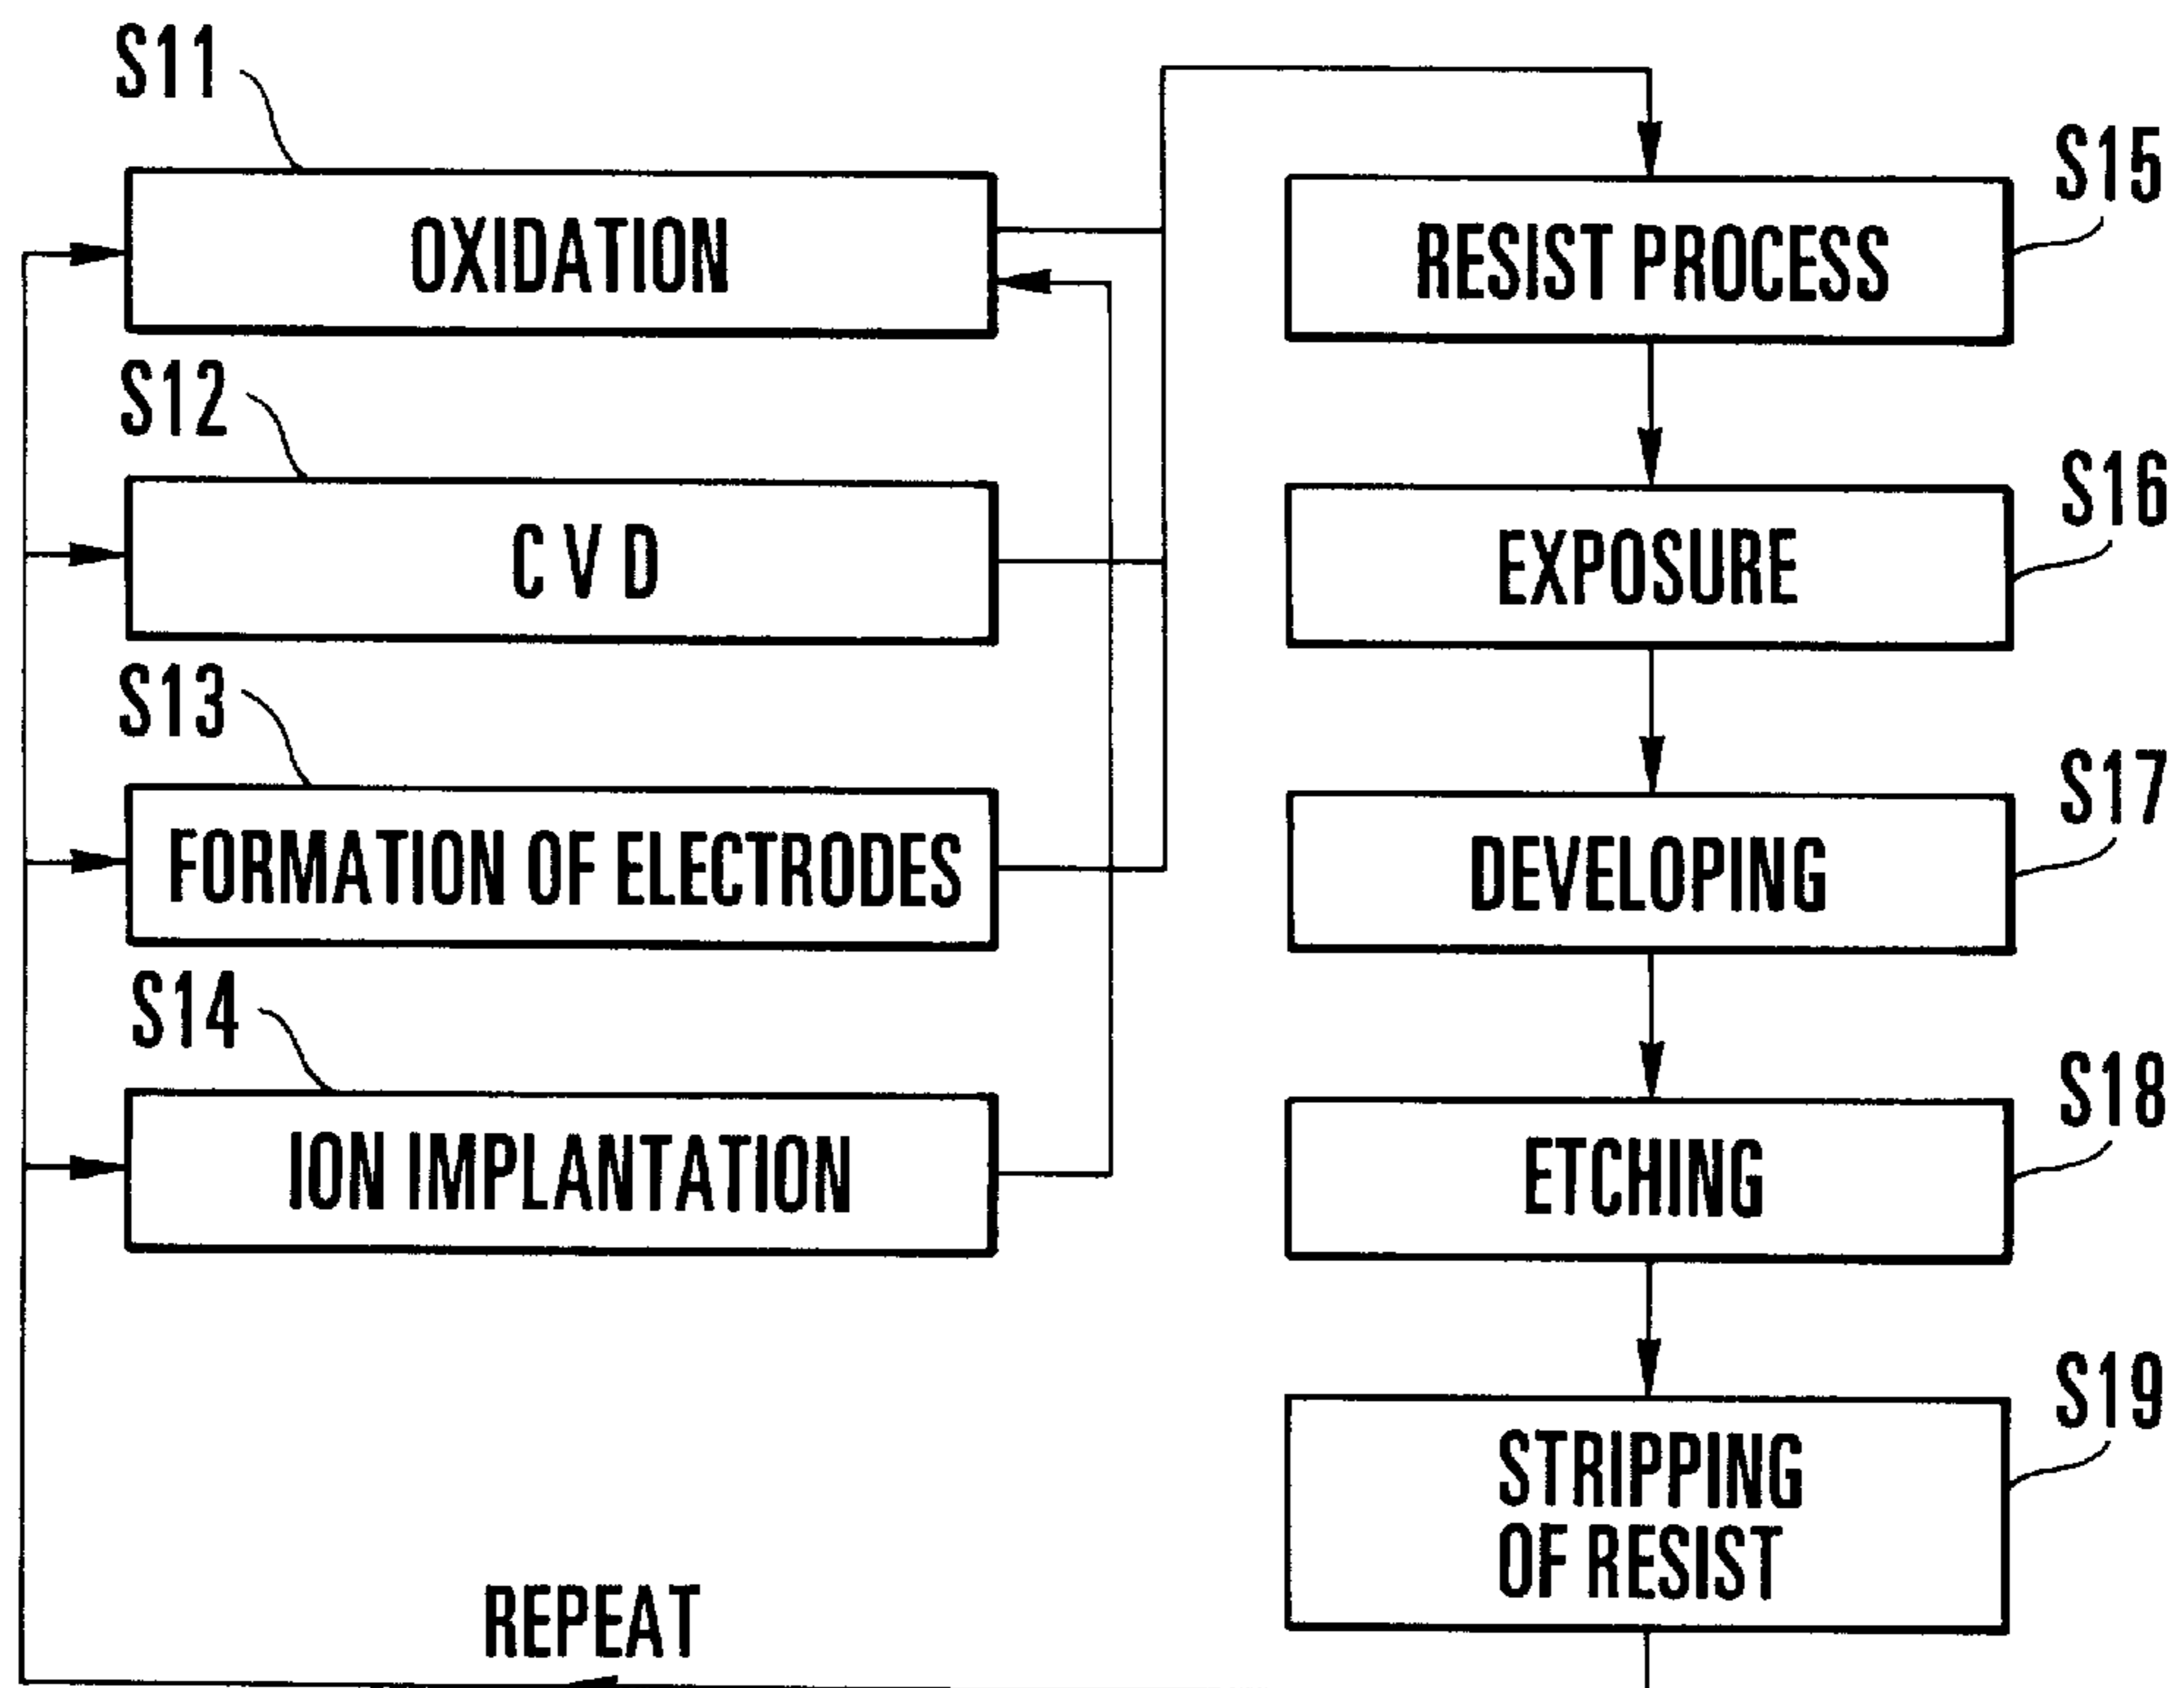 S11
OXIDATION
S12
C V D
S13
FORMATION OF ELECTRODES
S14
ION IMPLANTATION
REPEAT
S15
RESIST PROCESS
S16
EXPOSURE
S17
DEVELOPING
S18
ETCHING
S19
STRIPPING
OF RESIST